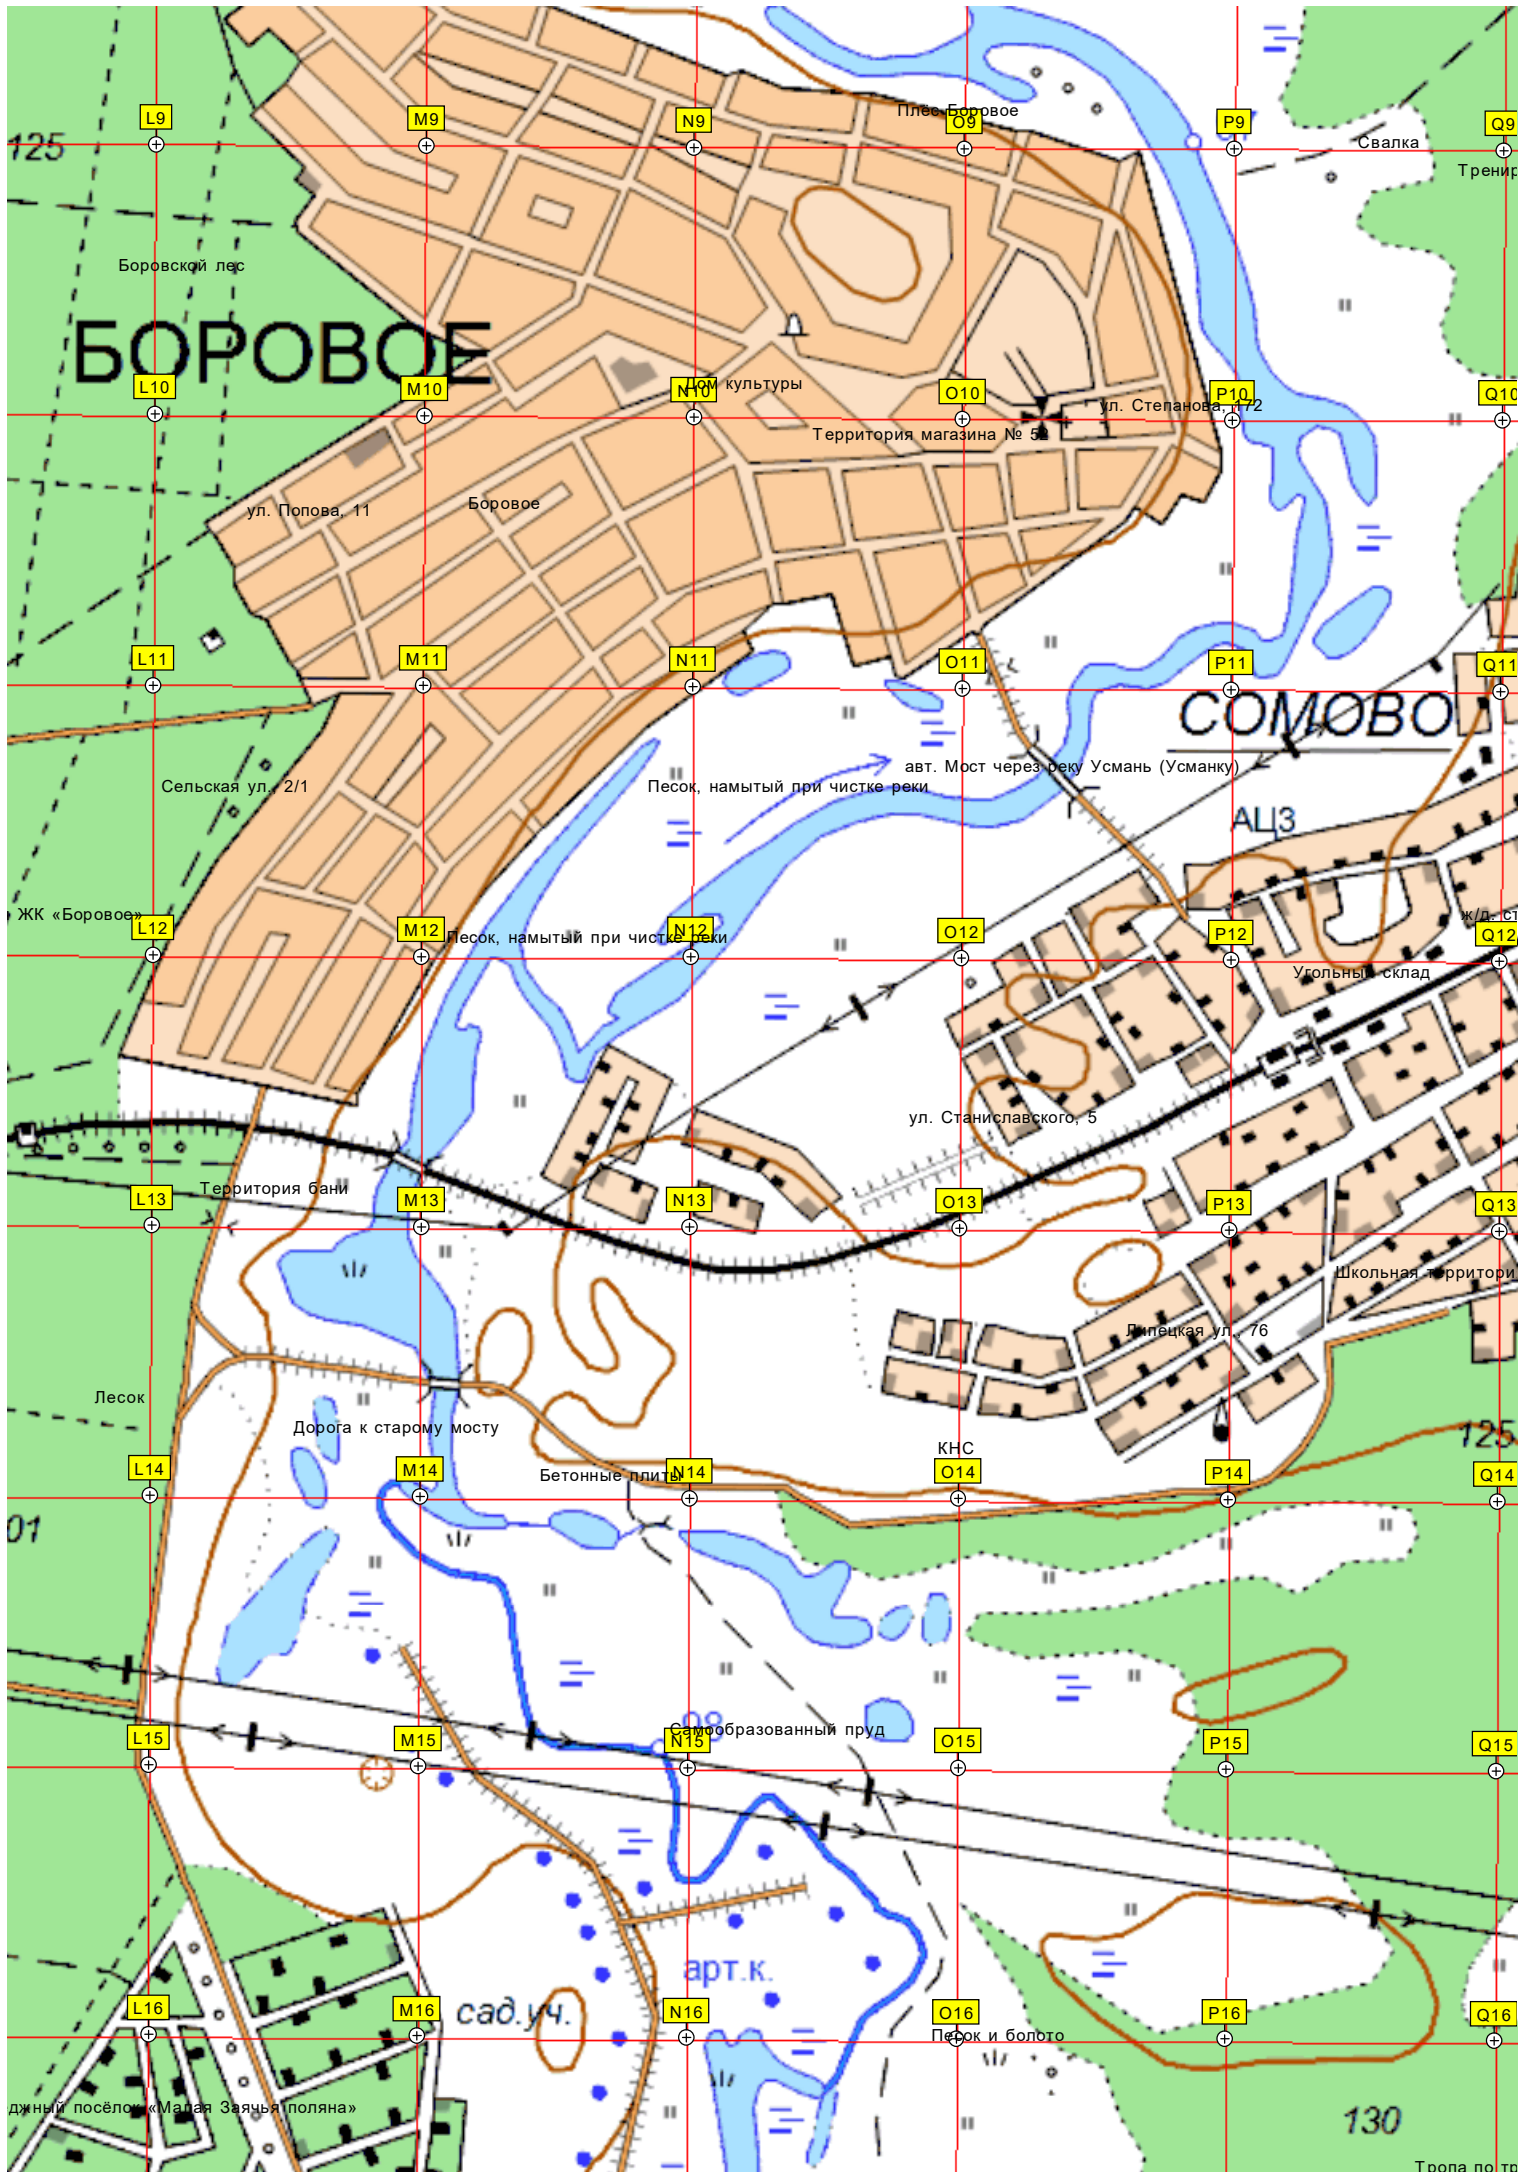 Плёс Боровое
L9
M9
N9
O9
P9
Q9
125
Свалка
Боровской лес
БОРОВОЕ
L10
M10
N10
Дом культуры
O10
P10
ул. Степанова, 172
Q10
Территория магазина № 52
ул. Попова, 11
Боровое
L11
M11
N11
O11
P11
Q11
СОМОВО
авт. Мост через реку Усмань (Усманку)
Сельская ул., 2/1
Песок, намытый при чистке реки
АЦЗ
ЖК «Боровое»
L12
M12
N12
O12
P12
Q12
Песок, намытый при чистке реки
Угольный склад
ул. Станиславского, 5
Территория бани
L13
M13
N13
O13
P13
Q13
Липецкая ул., 76
Лесок
Дорога к старому мосту
КНС
125
Бетонные плиты
L14
M14
N14
O14
P14
Q14
01
Самообразованный пруд
L15
M15
N15
O15
P15
Q15
арт.к.
сад.уч.
L16
M16
N16
O16
P16
Q16
Песок и болото
«Малая Заячья поляна»
130